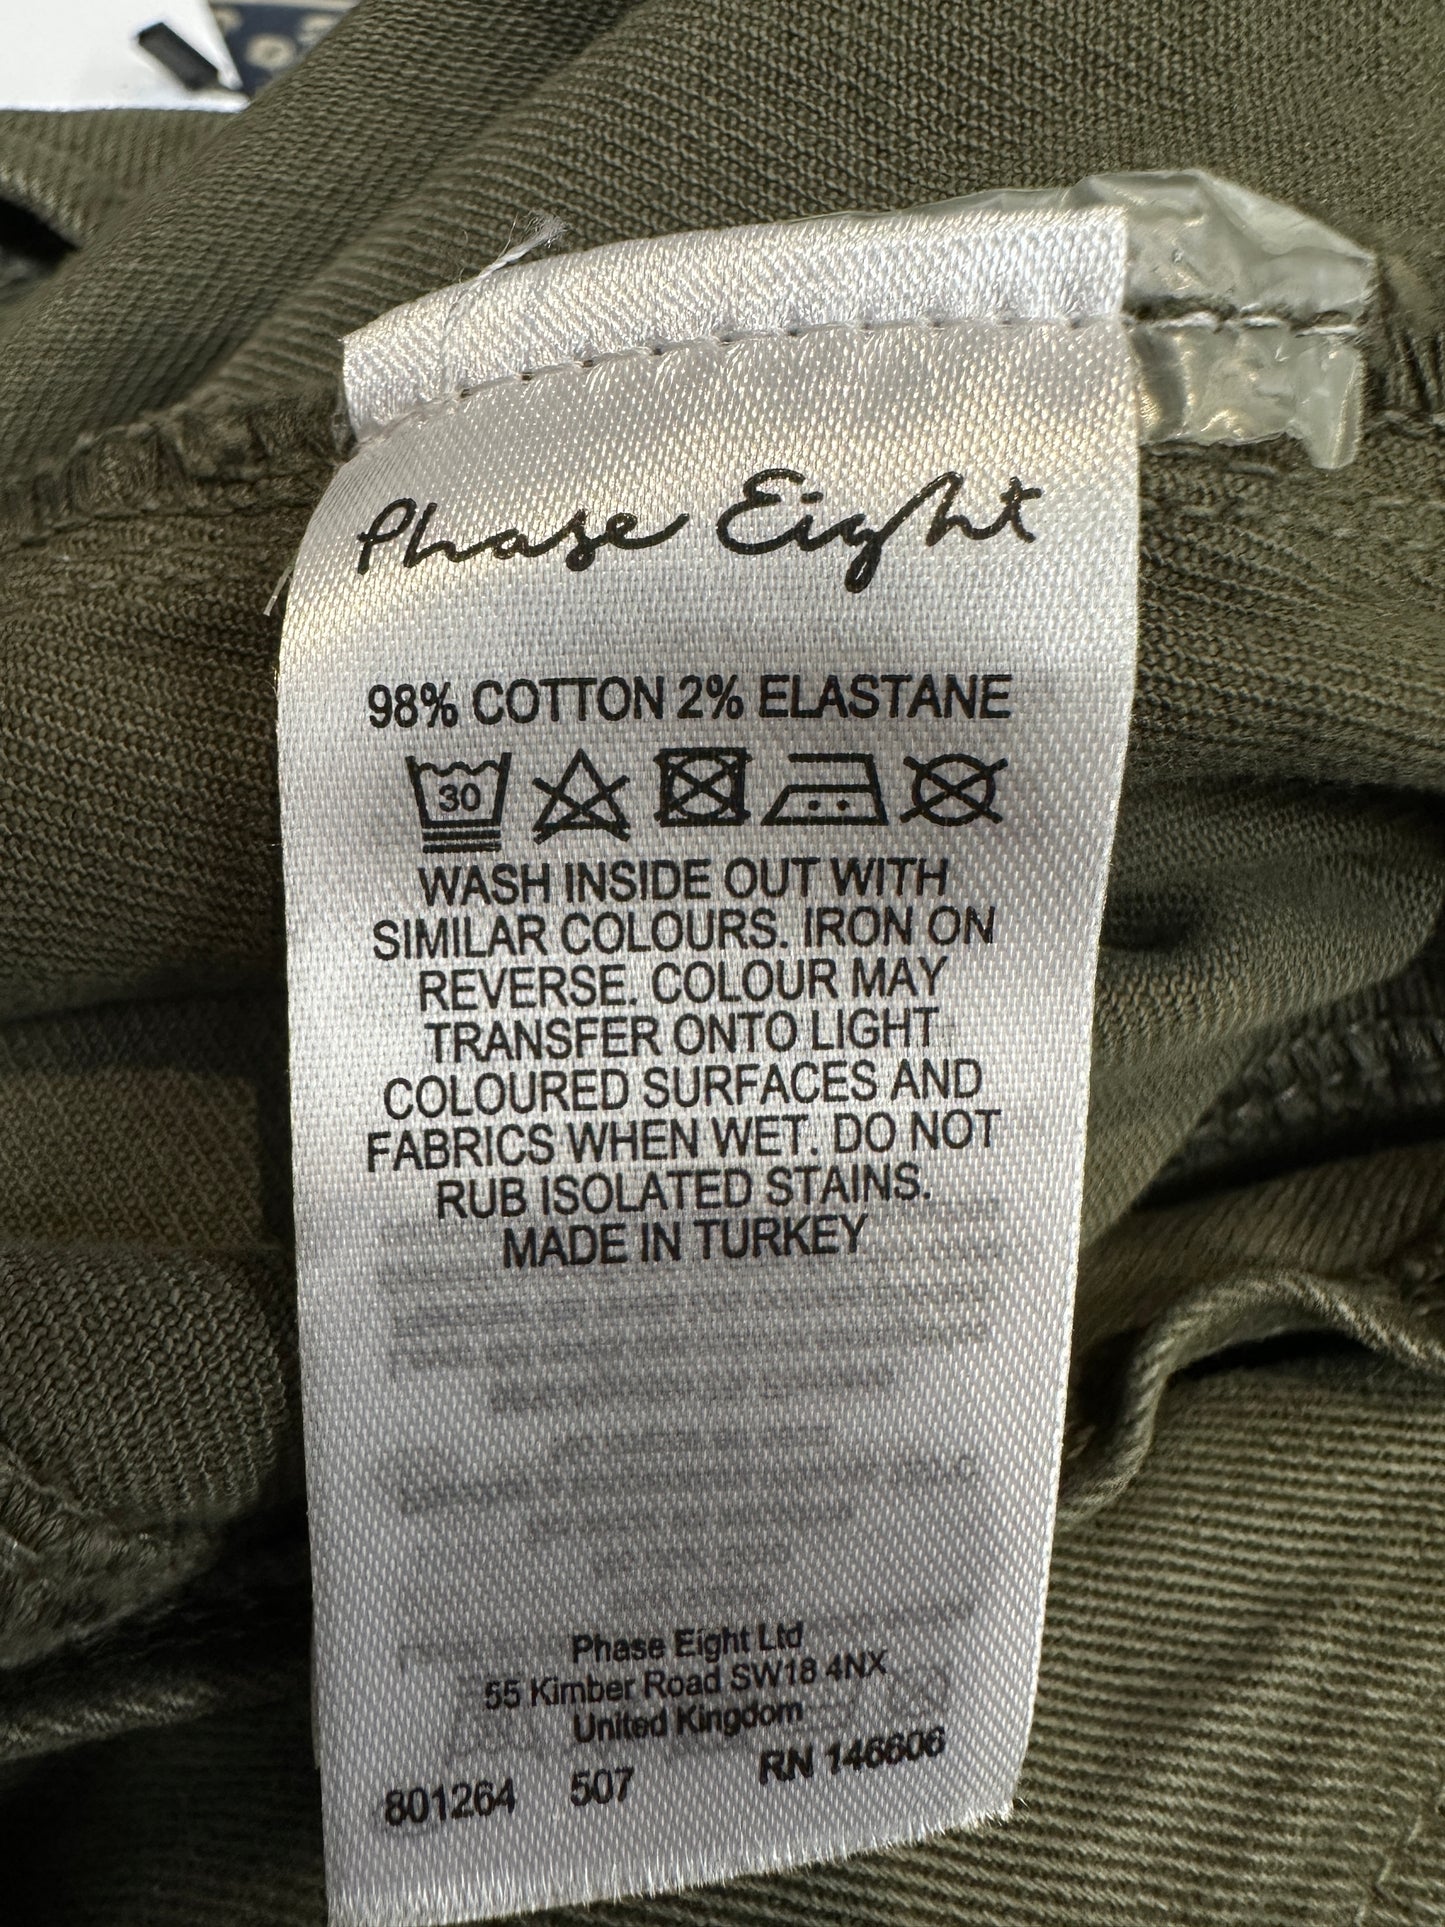 Phase Eight
98% COTTON 2% ELASTANE
30
WASH INSIDE OUT WITH
SIMILAR COLOURS. IRON ON
REVERSE. COLOUR MAY
TRANSFER ONTO LIGHT
COLOURED SURFACES AND
FABRICS WHEN WET. DO NOT
RUB ISOLATED STAINS.
MADE IN TURKEY
Phase Eight Ltd
55 Kimber Road SW18 4NX
United Kingdom
801264 507 RN 146606